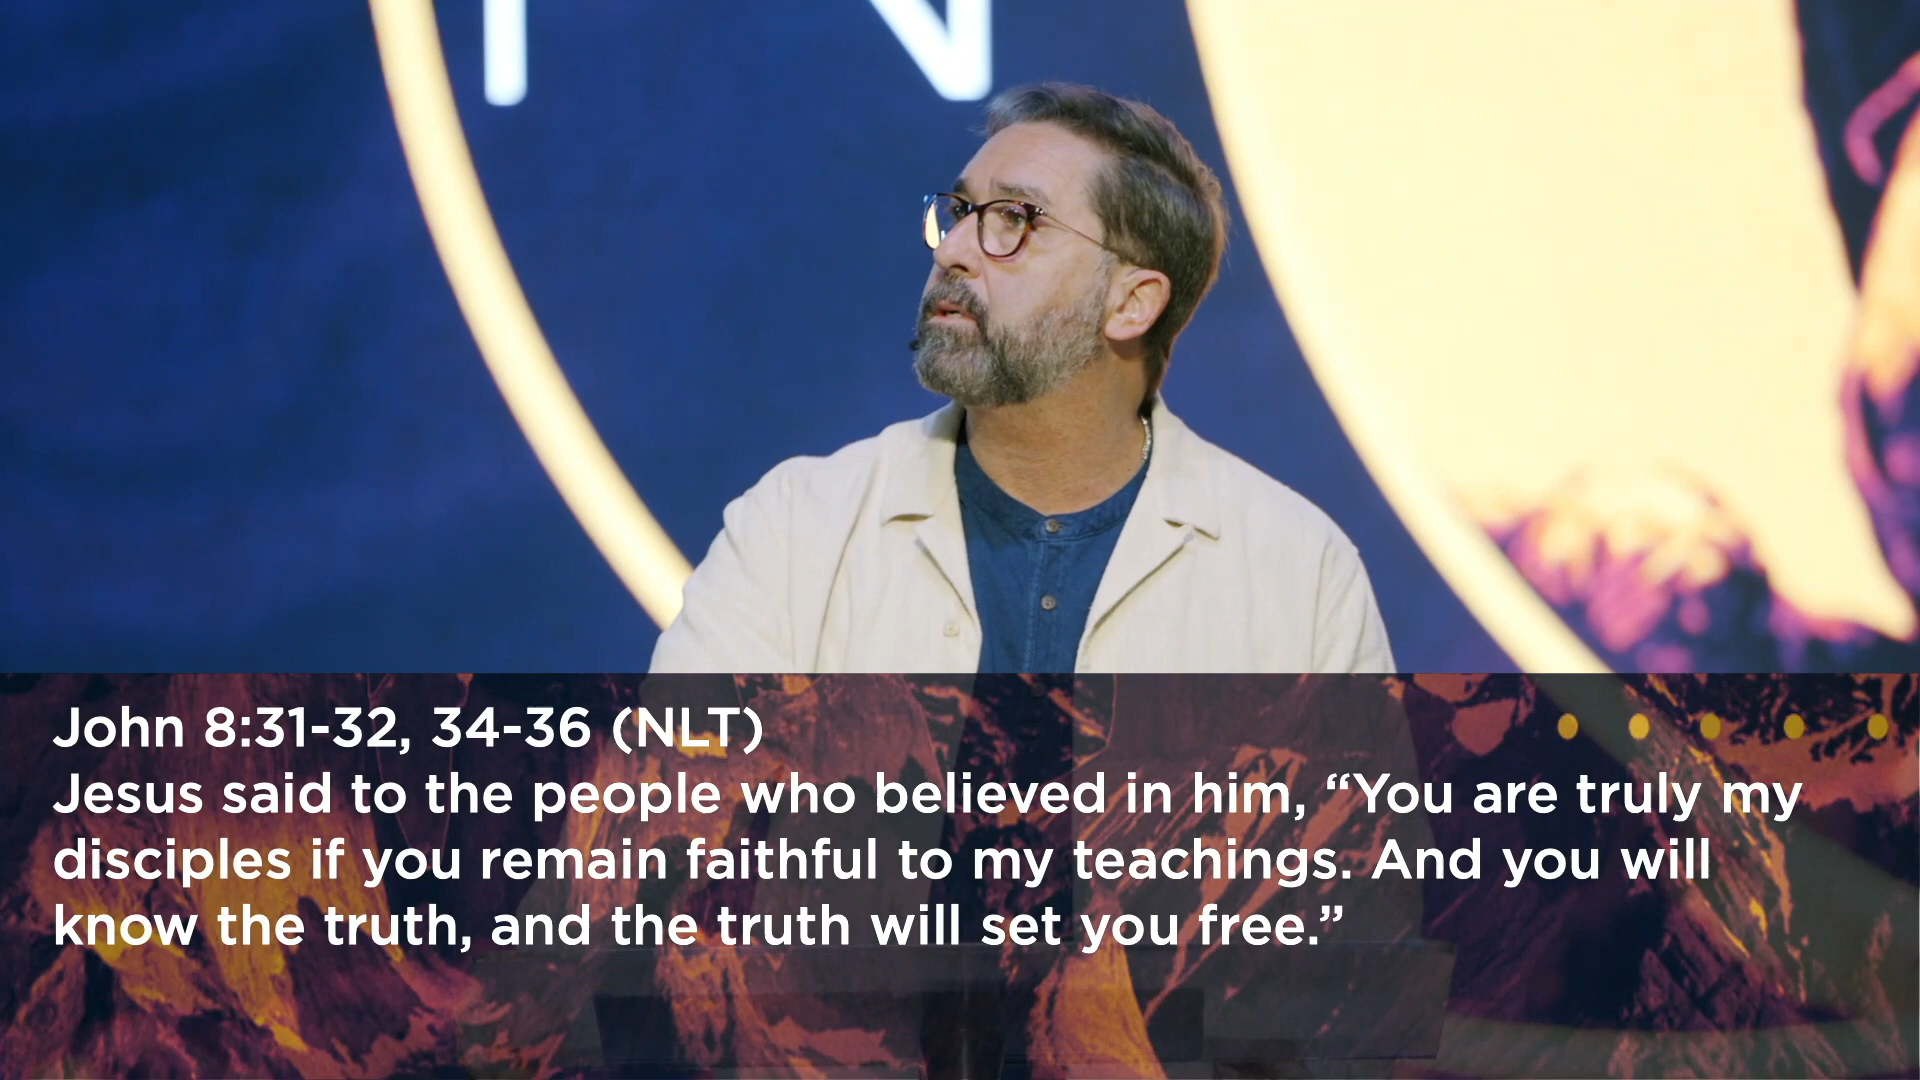 IN
John 8:31-32, 34-36 (NLT)
Jesus said to the people who believed in him, “You are truly my
disciples if you remain faithful to my teachings. And you will
know the truth, and the truth will set you free.”